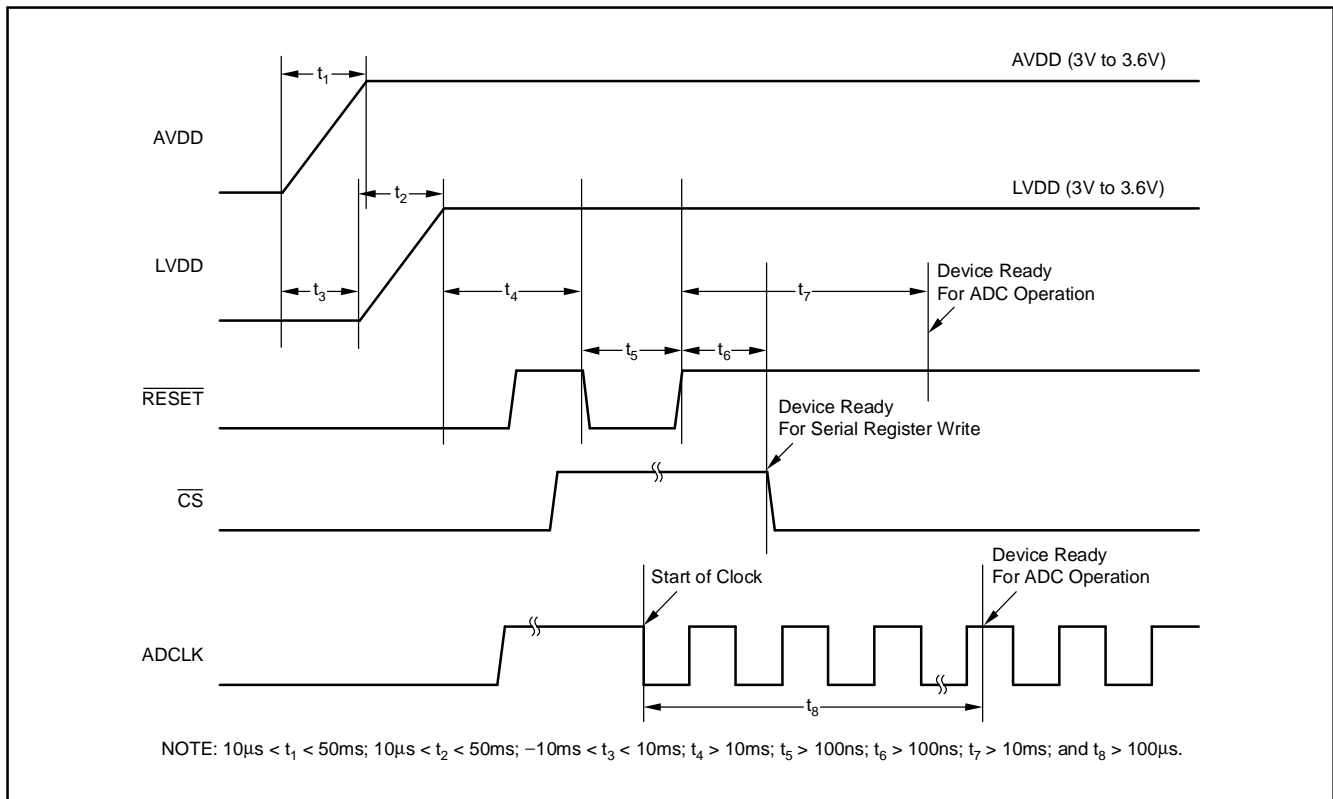 t1
AVDD (3V to 3.6V)
AVDD
t2
LVDD (3V to 3.6V)
LVDD
t3
t4
t7
Device Ready
For ADC Operation
t5
t6
RESET
Device Ready
For Serial Register Write
CS
Start of Clock
Device Ready
For ADC Operation
ADCLK
t8
NOTE: 10μs < t1 < 50ms; 10μs < t2 < 50ms; −10ms < t3 < 10ms; t4 > 10ms; t5 > 100ns; t6 > 100ns; t7 > 10ms; and t8 > 100μs.